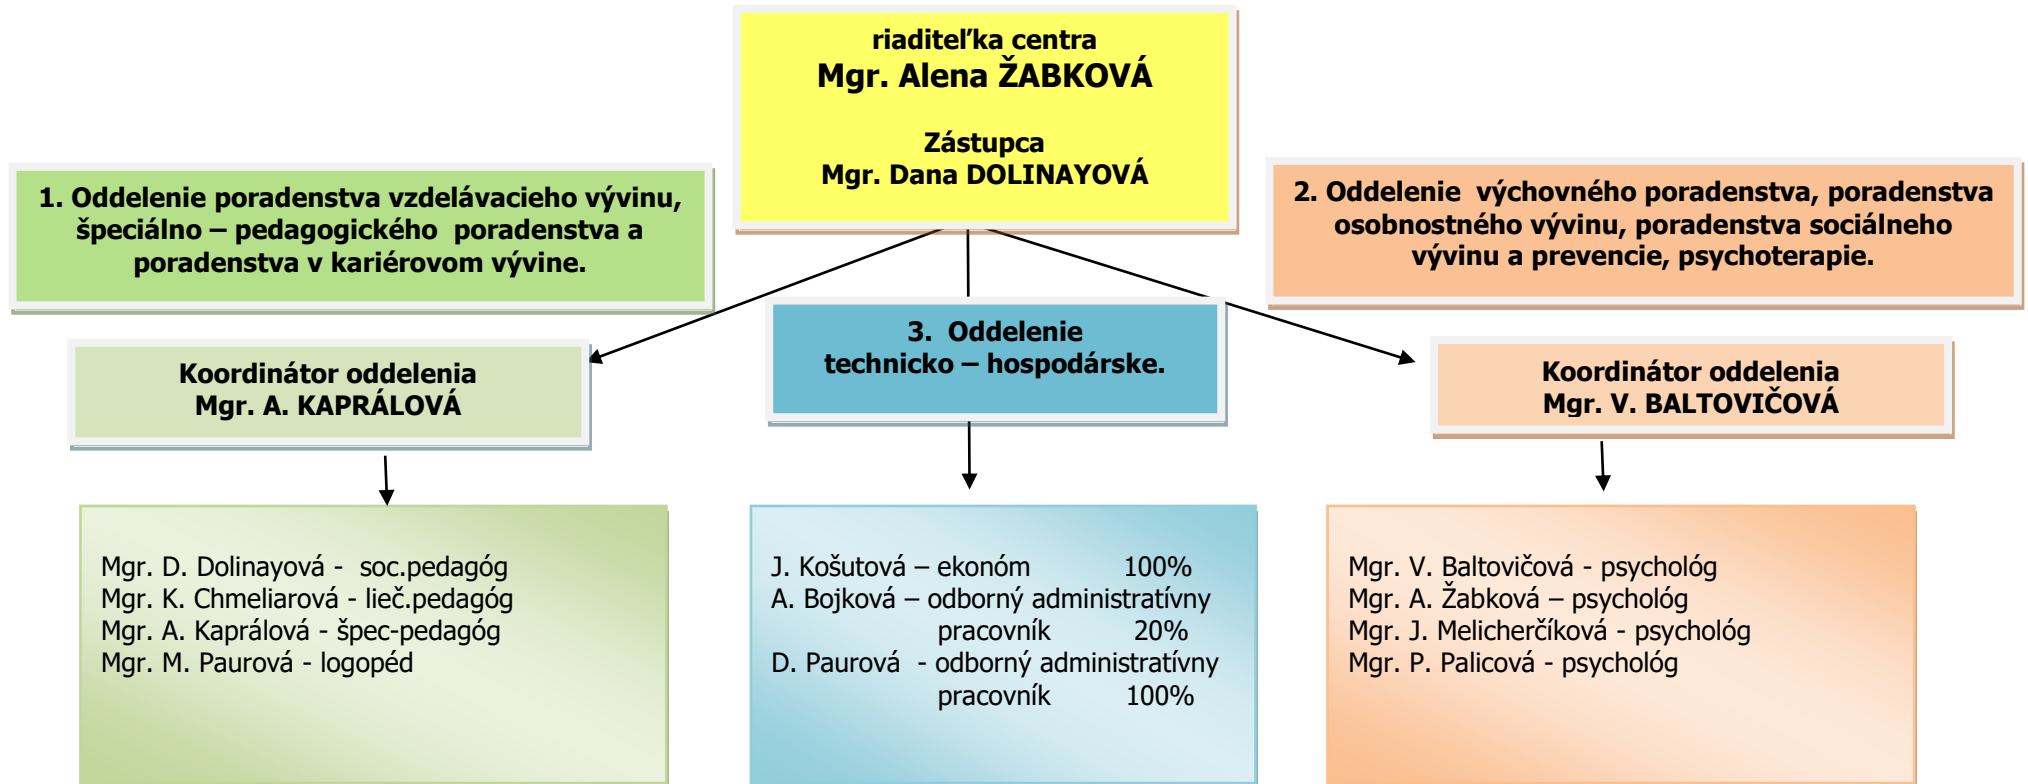 riaditeľka centra
Mgr. Alena ŽABKOVÁ
Zástupca
Mgr. Dana DOLINAYOVÁ
1. Oddelenie poradenstva vzdelávacieho vývinu,
špeciálno – pedagogického poradenstva a
poradenstva v kariérovom vývine.
2. Oddelenie výchovného poradenstva, poradenstva
osobnostného vývinu, poradenstva sociálneho
vývinu a prevencie, psychoterapie.
3. Oddelenie
technicko – hospodárske.
Koordinátor oddelenia
Mgr. A. KAPRÁLOVÁ
Koordinátor oddelenia
Mgr. V. BALTOVIČOVÁ
Mgr. D. Dolinayová - soc.pedagóg
Mgr. K. Chmeliarová - lieč.pedagóg
Mgr. A. Kaprálová - špec-pedagóg
Mgr. M. Paurová - logopéd
J. Košutová – ekonóm 100%
A. Bojková – odborný administratívny
pracovník 20%
D. Paurová - odborný administratívny
pracovník 100%
Mgr. V. Baltovičová - psychológ
Mgr. A. Žabková – psychológ
Mgr. J. Melicherčíková - psychológ
Mgr. P. Palicová - psychológ